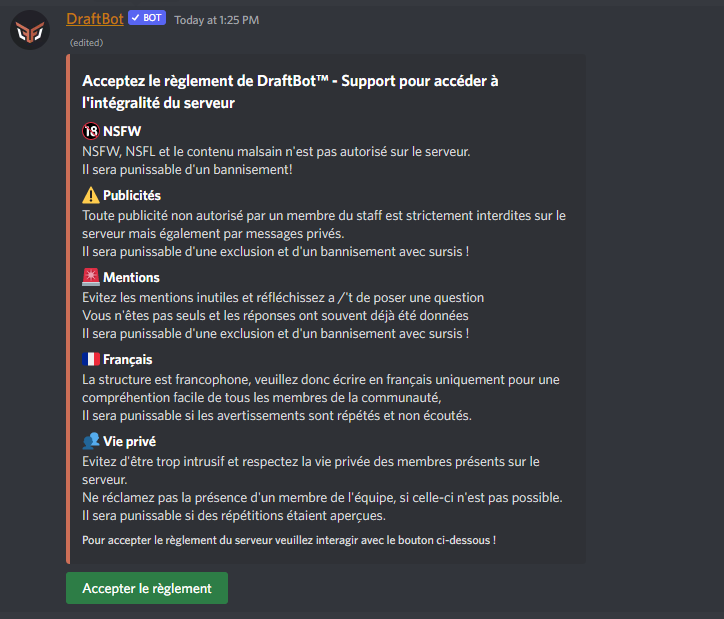 DraftBot ✓ BOT Today at 1:25 PM
(edited)
Acceptez le règlement de DraftBot™ - Support pour accéder à
l'intégralité du serveur
🔞 NSFW
NSFW, NSFL et le contenu malsain n'est pas autorisé sur le serveur.
Il sera punissable d'un bannisement!
⚠️ Publicités
Toute publicité non autorisé par un membre du staff est strictement interdites sur le
serveur mais également par messages privés.
Il sera punissable d'une exclusion et d'un bannisement avec sursis !
🚨 Mentions
Evitez les mentions inutiles et réfléchissez a /'t de poser une question
Vous n'êtes pas seuls et les réponses ont souvent déjà été données
Il sera punissable d'une exclusion et d'un bannisement avec sursis !
🇫🇷 Français
La structure est francophone, veuillez donc écrire en français uniquement pour une
compréhention facile de tous les membres de la communauté,
Il sera punissable si les avertissements sont répétés et non écoutés.
👥 Vie privé
Evitez d'être trop intrusif et respectez la vie privée des membres présents sur le
serveur.
Ne réclamez pas la présence d'un membre de l'équipe, si celle-ci n'est pas possible.
Il sera punissable si des répétitions étaient aperçues.
Pour accepter le règlement du serveur veuillez interagir avec le bouton ci-dessous !
Accepter le règlement